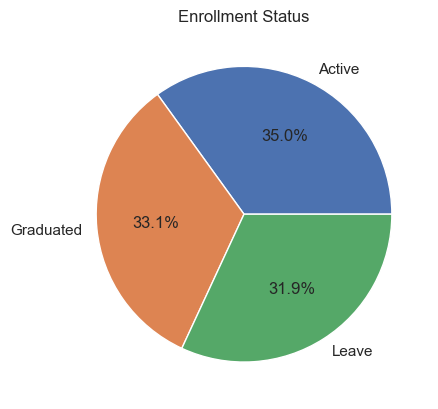 Enrollment Status
Active
35.0%
Graduated
33.1%
31.9%
Leave